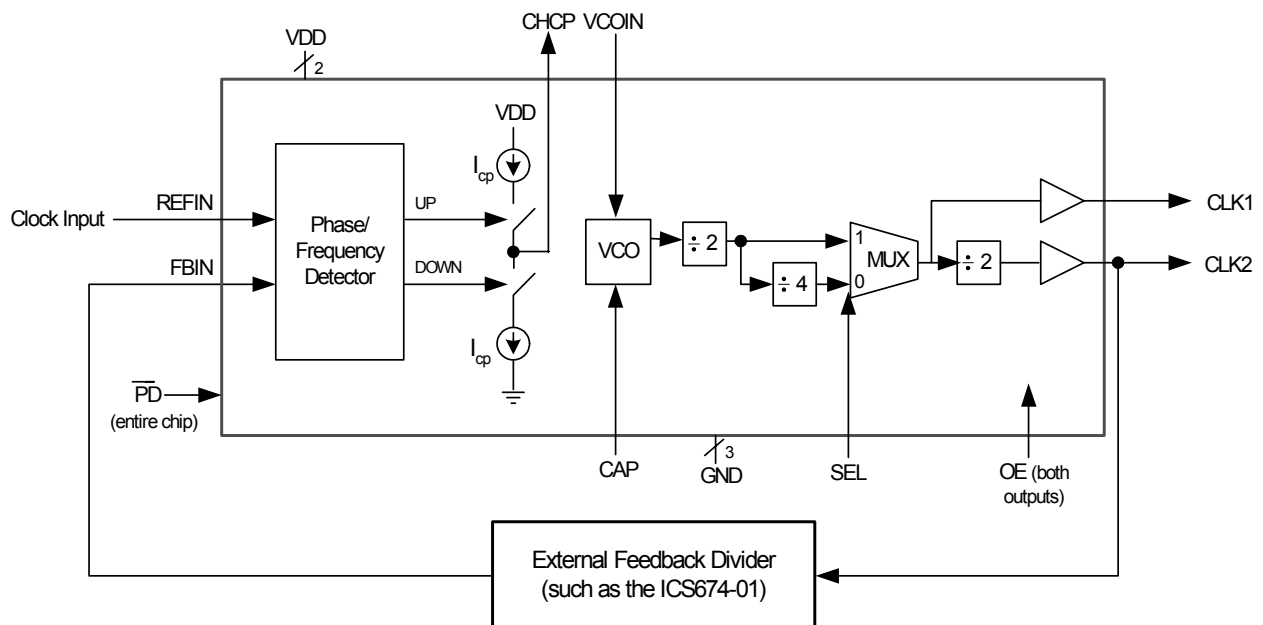 CHCP VCOIN
VDD
2
VDD
I_cp
Clock Input
REFIN
UP
Phase/
Frequency
Detector
FBIN
DOWN
I_cp
VCO
÷ 2
÷ 4
1
MUX
0
÷ 2
CLK1
CLK2
PD
(entire chip)
CAP
3
GND
SEL
OE (both
outputs)
External Feedback Divider
(such as the ICS674-01)